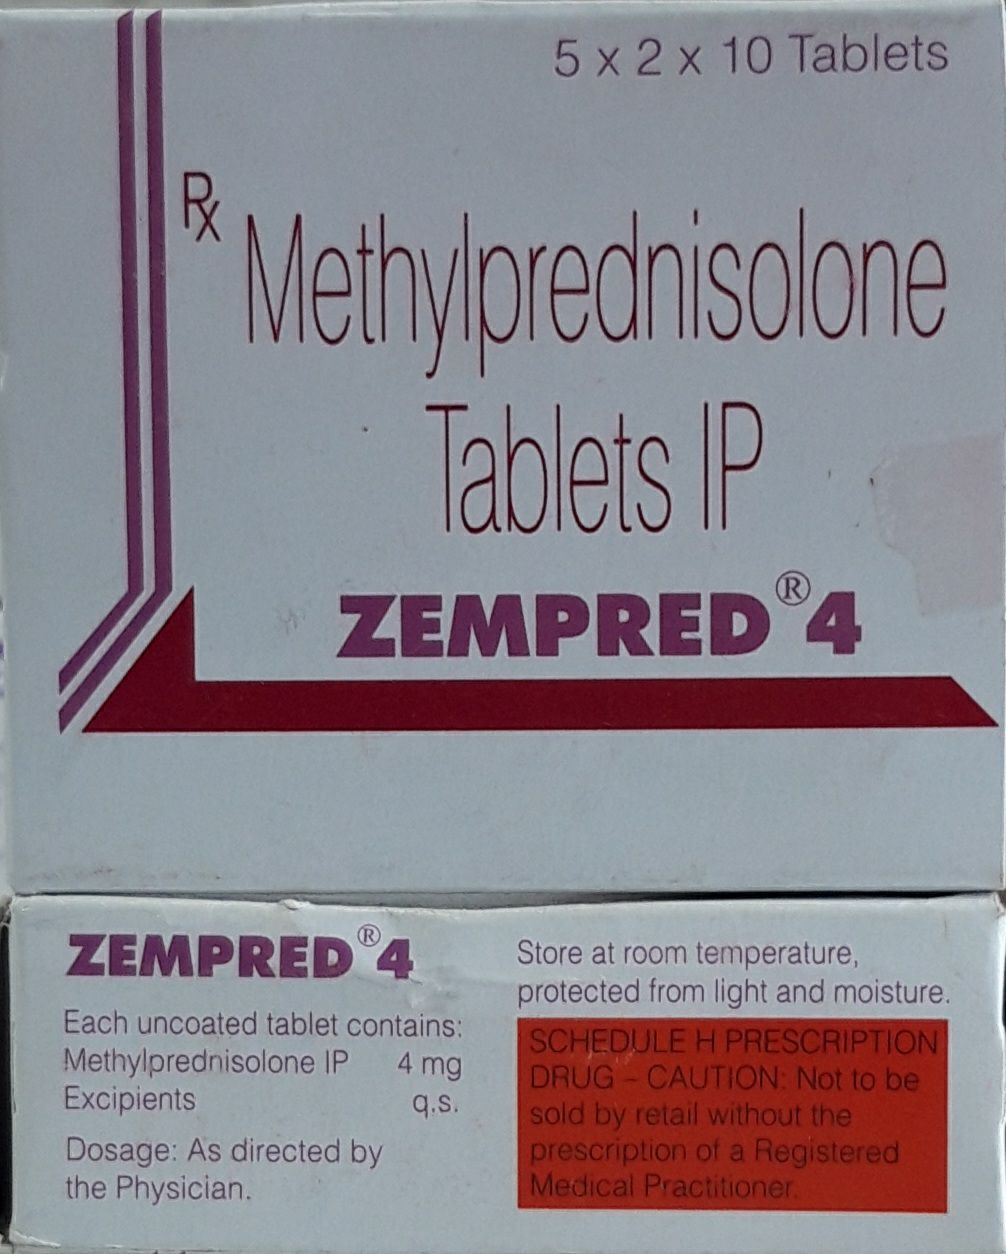 5 x 2 x 10 Tablets
Rx
Methylprednisolone
Tablets IP
ZEMPRED® 4
ZEMPRED® 4
Each uncoated tablet contains:
Methylprednisolone IP 4 mg
Excipients q.s.
Dosage: As directed by
the Physician.
Store at room temperature,
protected from light and moisture.
SCHEDULE H PRESCRIPTION
DRUG – CAUTION: Not to be
sold by retail without the
prescription of a Registered
Medical Practitioner.